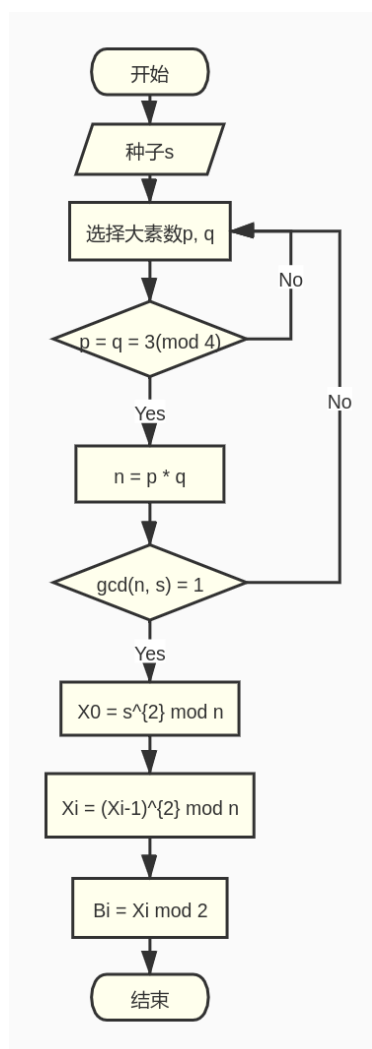 开始
种子s
选择大素数p, q
No
p = q = 3(mod 4)
No
Yes
n = p * q
gcd(n, s) = 1
Yes
X0 = s^{2} mod n
Xi = (Xi-1)^{2} mod n
Bi = Xi mod 2
结束